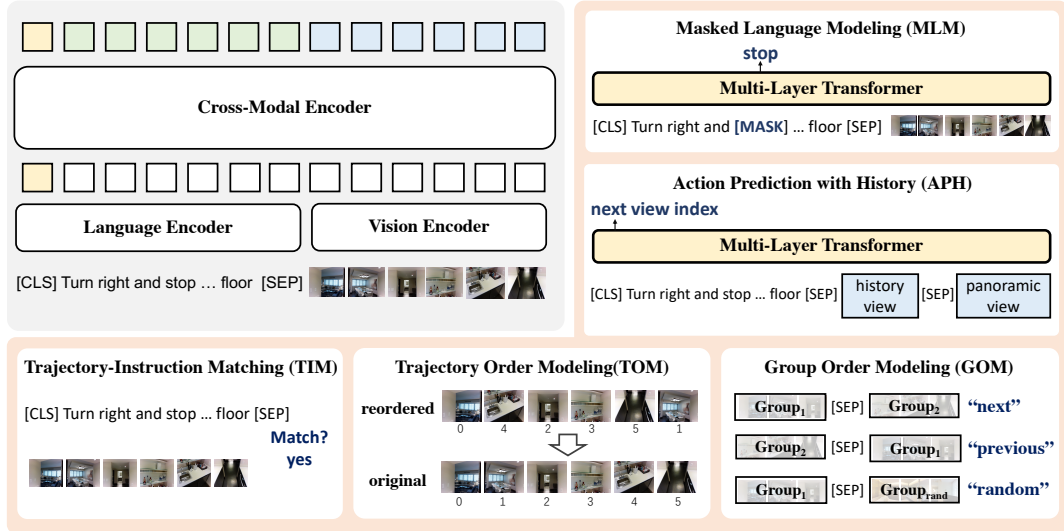 Cross-Modal Encoder
Language Encoder
Vision Encoder
[CLS] Turn right and stop … floor [SEP]
Masked Language Modeling (MLM)
stop
Multi-Layer Transformer
[CLS] Turn right and [MASK] … floor [SEP]
Action Prediction with History (APH)
next view index
Multi-Layer Transformer
[CLS] Turn right and stop … floor [SEP] history view [SEP] panoramic view
Trajectory-Instruction Matching (TIM)
[CLS] Turn right and stop … floor [SEP]
Match?
yes
Trajectory Order Modeling(TOM)
reordered
0 4 2 3 5 1
original
0 1 2 3 4 5
Group Order Modeling (GOM)
Group1 [SEP] Group2 “next”
Group2 [SEP] Group1 “previous”
Group1 [SEP] Grouprand “random”